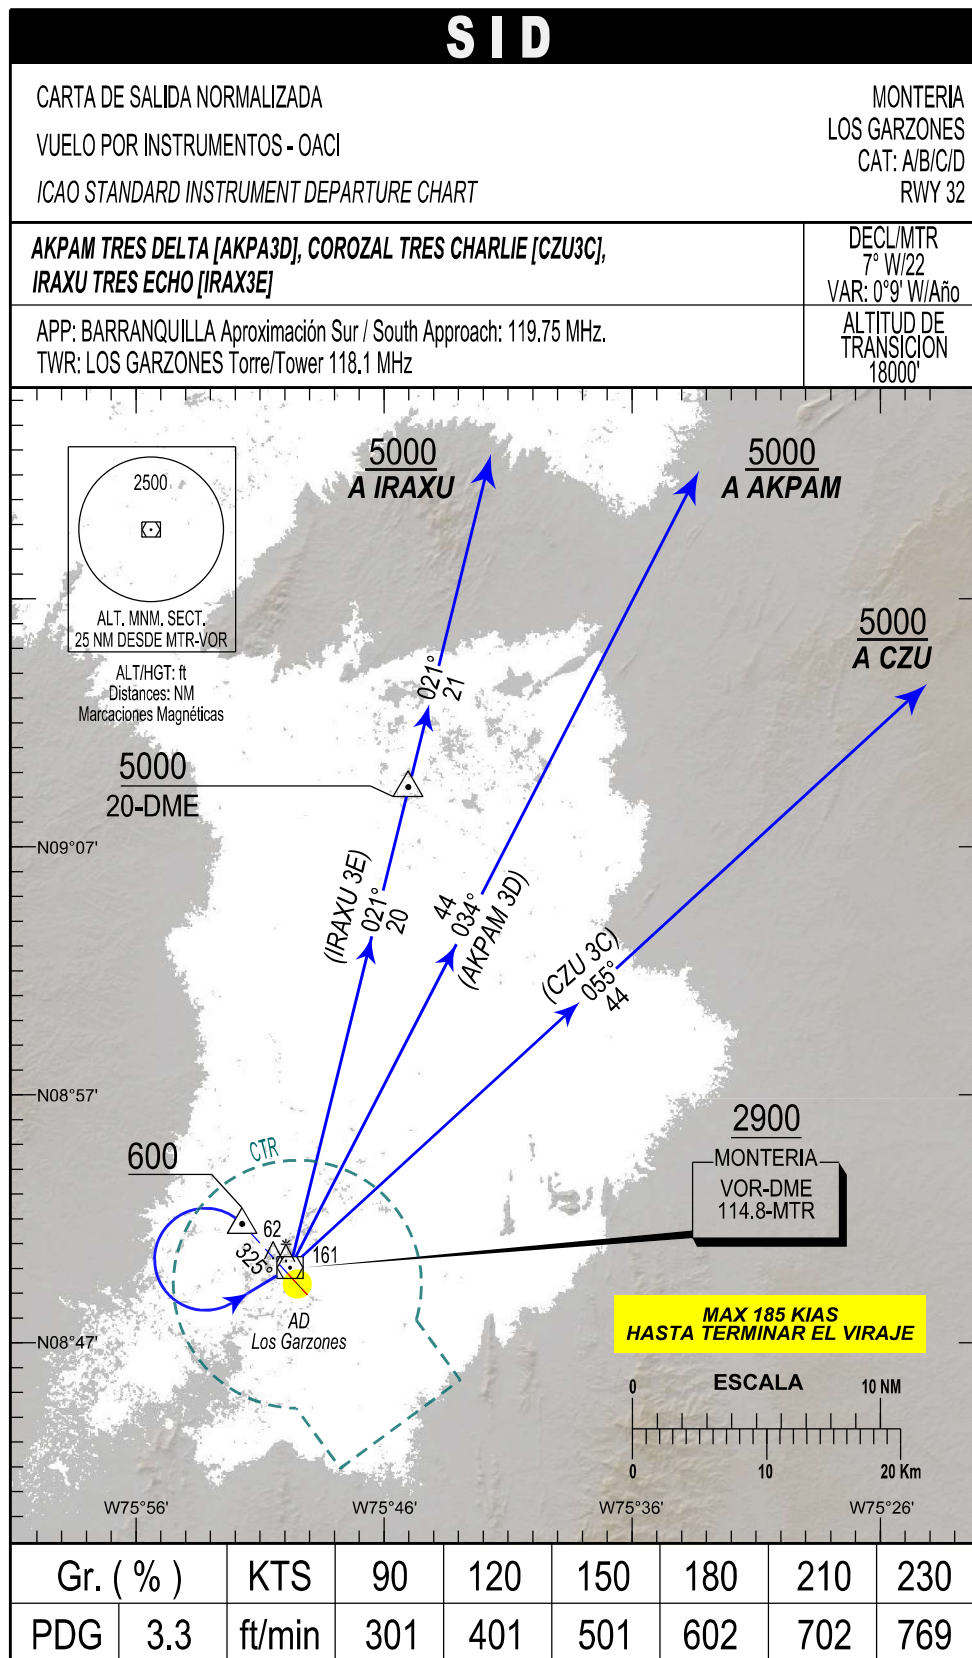 SID
CARTA DE SALIDA NORMALIZADA
VUELO POR INSTRUMENTOS - OACI
ICAO STANDARD INSTRUMENT DEPARTURE CHART
MONTERIA
LOS GARZONES
CAT: A/B/C/D
RWY 32
AKPAM TRES DELTA [AKPA3D], COROZAL TRES CHARLIE [CZU3C],
IRAXU TRES ECHO [IRAX3E]
DECL/MTR
7° W/22
VAR: 0°9' W/Año
APP: BARRANQUILLA Aproximación Sur / South Approach: 119.75 MHz.
TWR: LOS GARZONES Torre/Tower 118.1 MHz
ALTITUD DE
TRANSICION
18000'
5000
A IRAXU
5000
A AKPAM
2500
ALT. MNM. SECT.
25 NM DESDE MTR-VOR
ALT/HGT: ft
Distances: NM
Marcaciones Magnéticas
5000
A CZU
021°
21
5000
20-DME
N09°07'
(IRAXU 3E)
021°
20
44
034°
(AKPAM 3D)
(CZU 3C)
055°
44
N08°57'
2900
MONTERIA
VOR-DME
114.8-MTR
CTR
600
62
325°
161
AD
Los Garzones
MAX 185 KIAS
HASTA TERMINAR EL VIRAJE
N08°47'
ESCALA
0
10 NM
0
10
20 Km
W75°56'
W75°46'
W75°36'
W75°26'
Gr. ( % ) KTS 90 120 150 180 210 230
PDG 3.3 ft/min 301 401 501 602 702 769